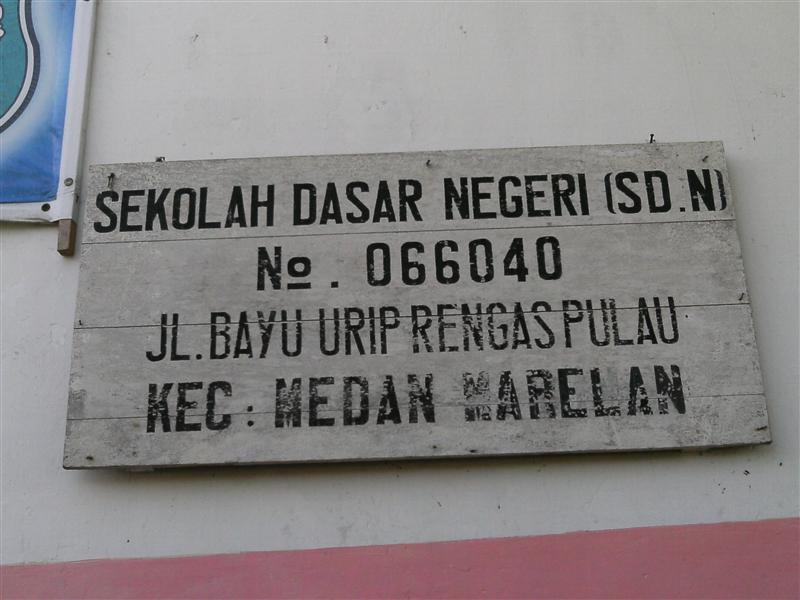 SEKOLAH DASAR NEGERI (SD.N)
No. 066040
JL. BAYU URIP RENGAS PULAU
KEC : MEDAN MARELAN